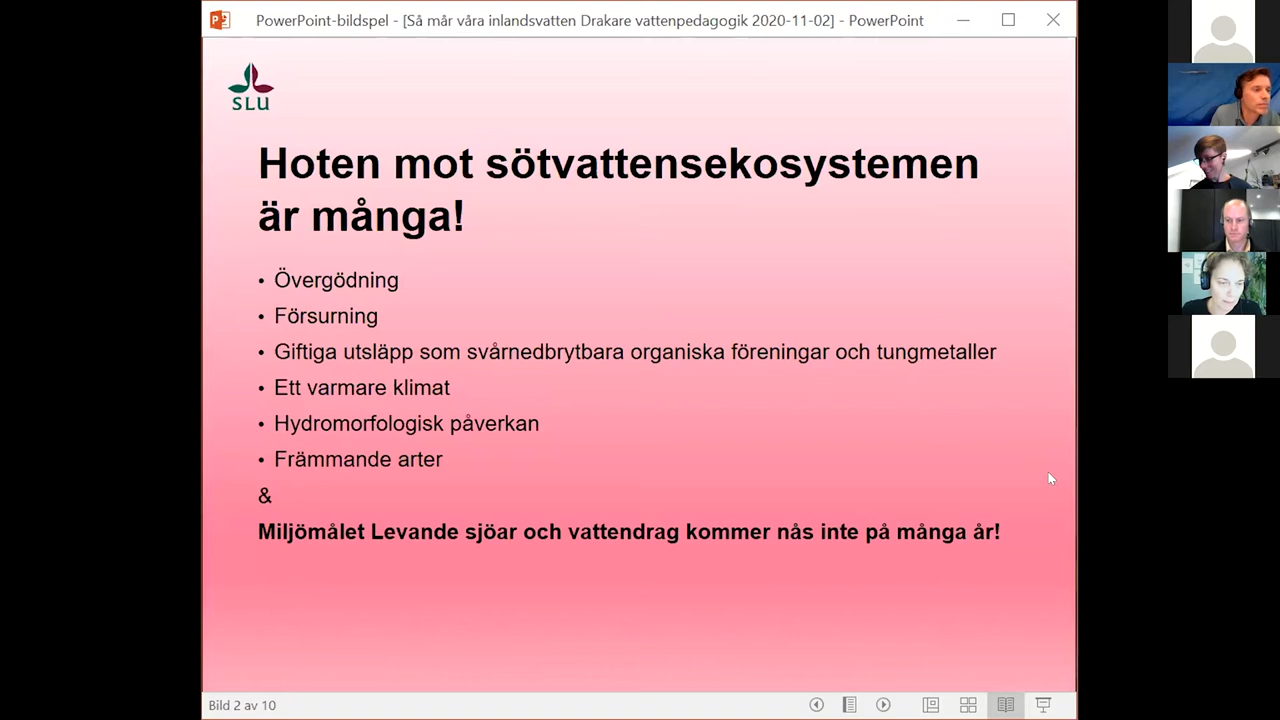 PowerPoint-bildspel - [Så mår våra inlandsvatten Drakare vattenpedagogik 2020-11-02] - PowerPoint
SLU
Hoten mot sötvattensekosystemen
är många!
• Övergödning
• Försurning
• Giftiga utsläpp som svårnedbrytbara organiska föreningar och tungmetaller
• Ett varmare klimat
• Hydromorfologisk påverkan
• Främmande arter
&
Miljömålet Levande sjöar och vattendrag kommer nås inte på många år!
Bild 2 av 10